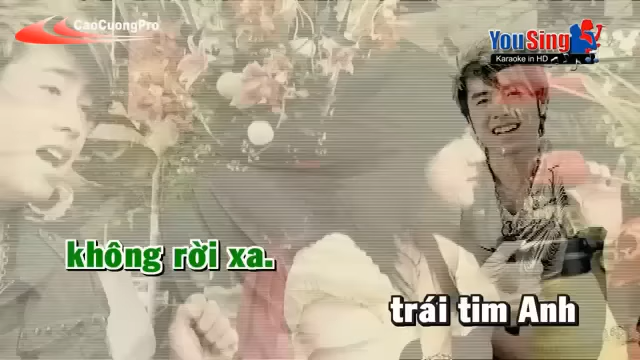 CaoCuongPro
YouSing
Karaoke in HD
không rời xa.
trái tim Anh